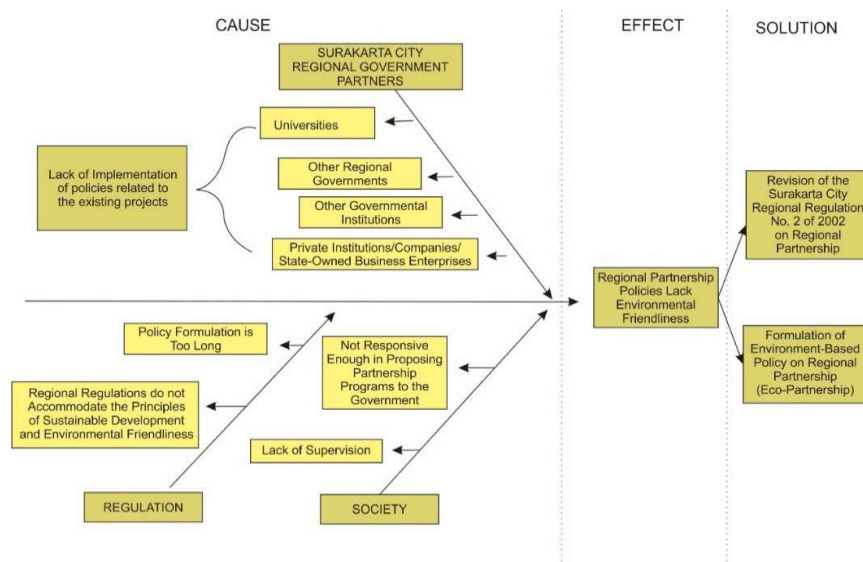 CAUSE
EFFECT
SOLUTION
SURAKARTA CITY
REGIONAL GOVERNMENT
PARTNERS
Universities
Other Regional
Governments
Other Governmental
Institutions
Private Institutions/Companies/
State-Owned Business Enterprises
Lack of Implementation
of policies related to
the existing projects
Policy Formulation is
Too Long
Regional Regulations do not
Accommodate the Principles
of Sustainable Development
and Environmental Friendliness
REGULATION
Not Responsive
Enough in Proposing
Partnership
Programs to the
Government
Lack of Supervision
SOCIETY
Regional Partnership
Policies Lack
Environmental
Friendliness
Revision of the
Surakarta City
Regional Regulation
No. 2 of 2002
on Regional
Partnership
Formulation of
Environment-Based
Policy on Regional
Partnership
(Eco-Partnership)